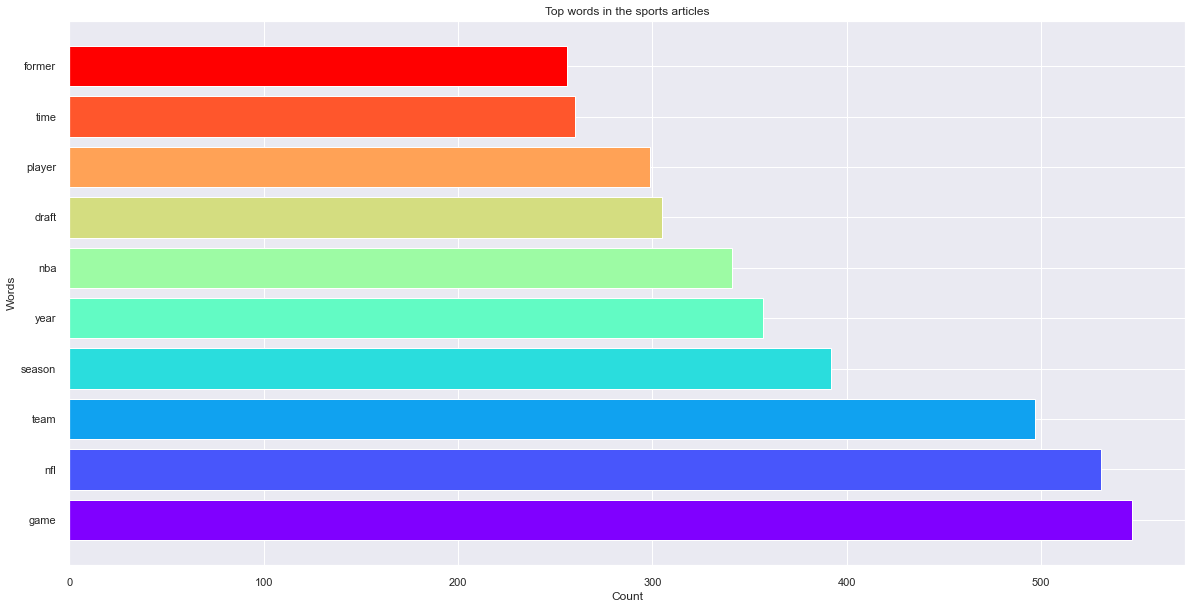 Top words in the sports articles
former
time
player
draft
nba
year
season
team
nfl
game
Words
0 100 200 300 400 500
Count